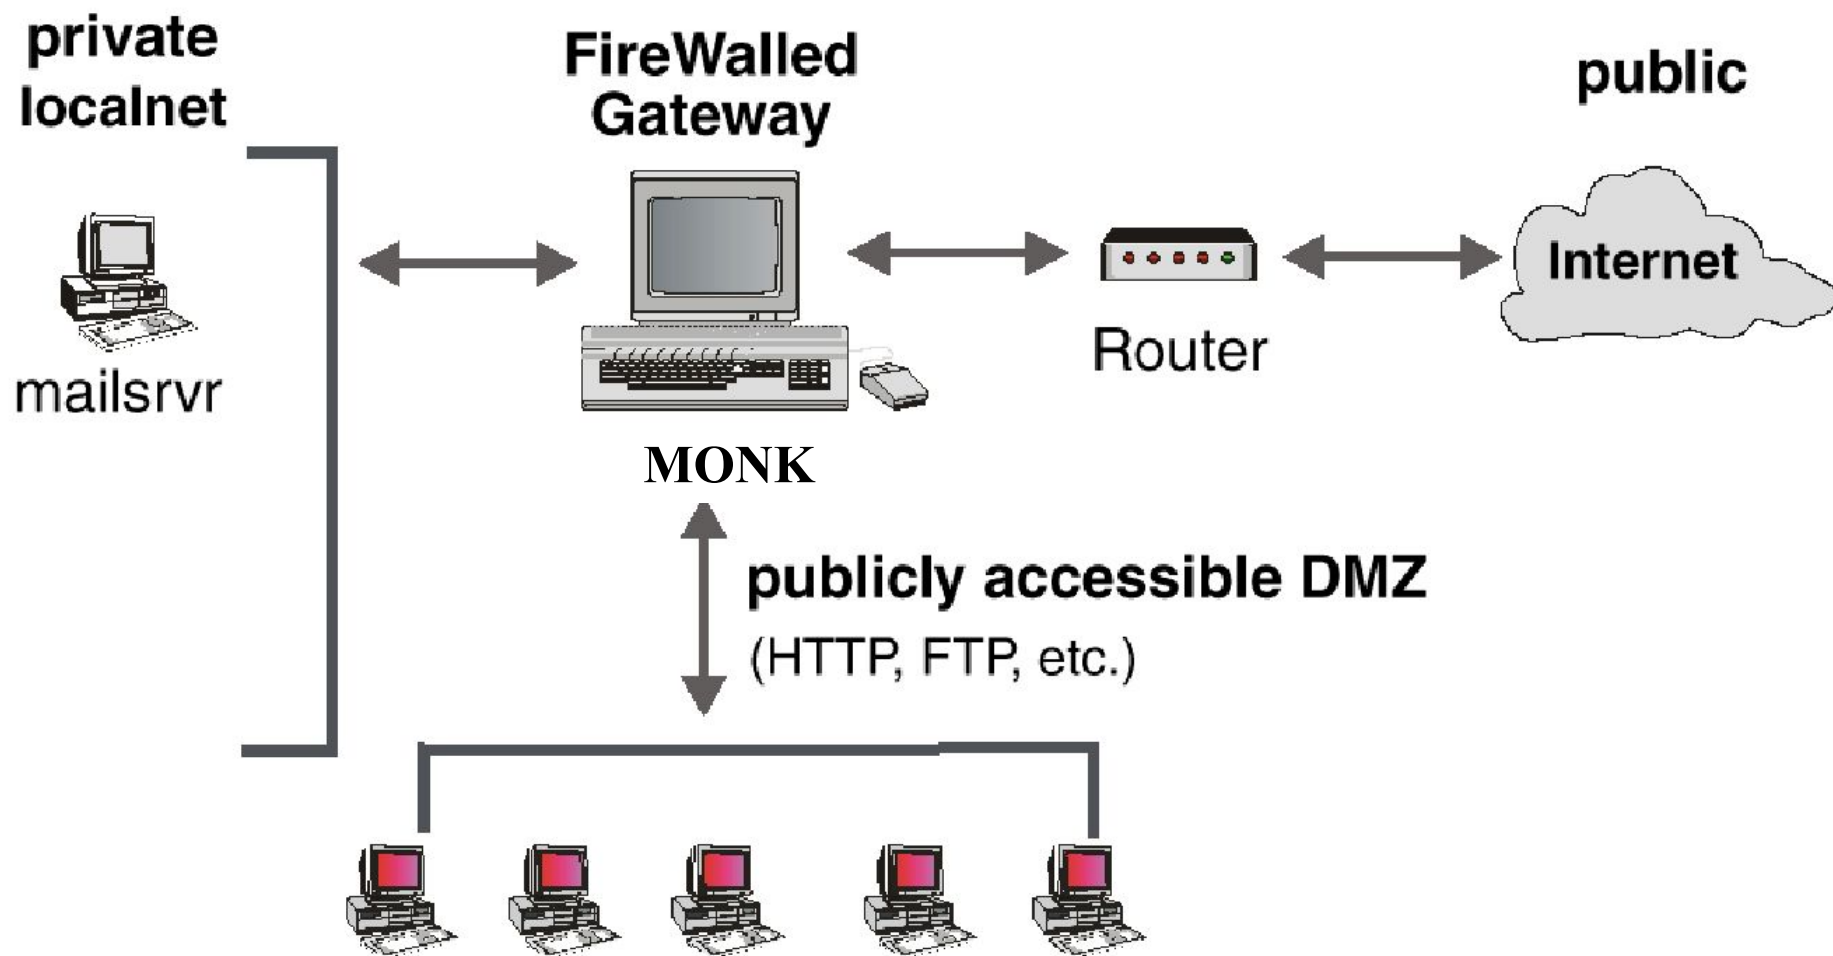 private
localnet
FireWalled
Gateway
public
Internet
mailsrvr
Router
MONK
publicly accessible DMZ
(HTTP, FTP, etc.)